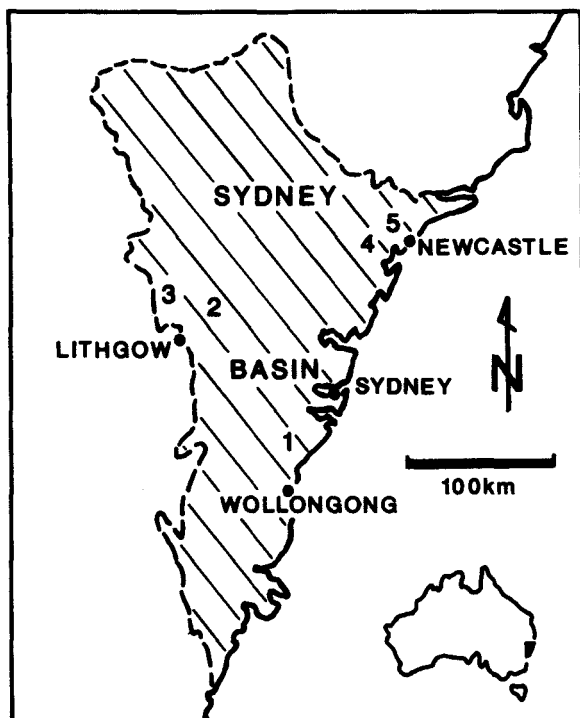 SYDNEY
5
4
NEWCASTLE
3
2
N
LITHGOW
BASIN
SYDNEY
1
100km
WOLLONGONG